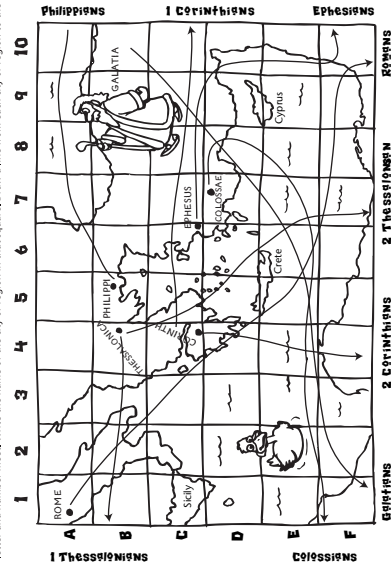 Philippians
1 Corinthians
Ephesians
10
9
8
7
6
5
4
3
2
1
A
B
C
D
E
F
GALATIA
Cyprus
EPHESUS
COLOSSAE
PHILIPPI
THESSALONICA
CORINTH
Crete
ROME
Sicily
Romans
2 Thessalonian
2 Corinthians
Galatians
1 Thessalonians
Colossians